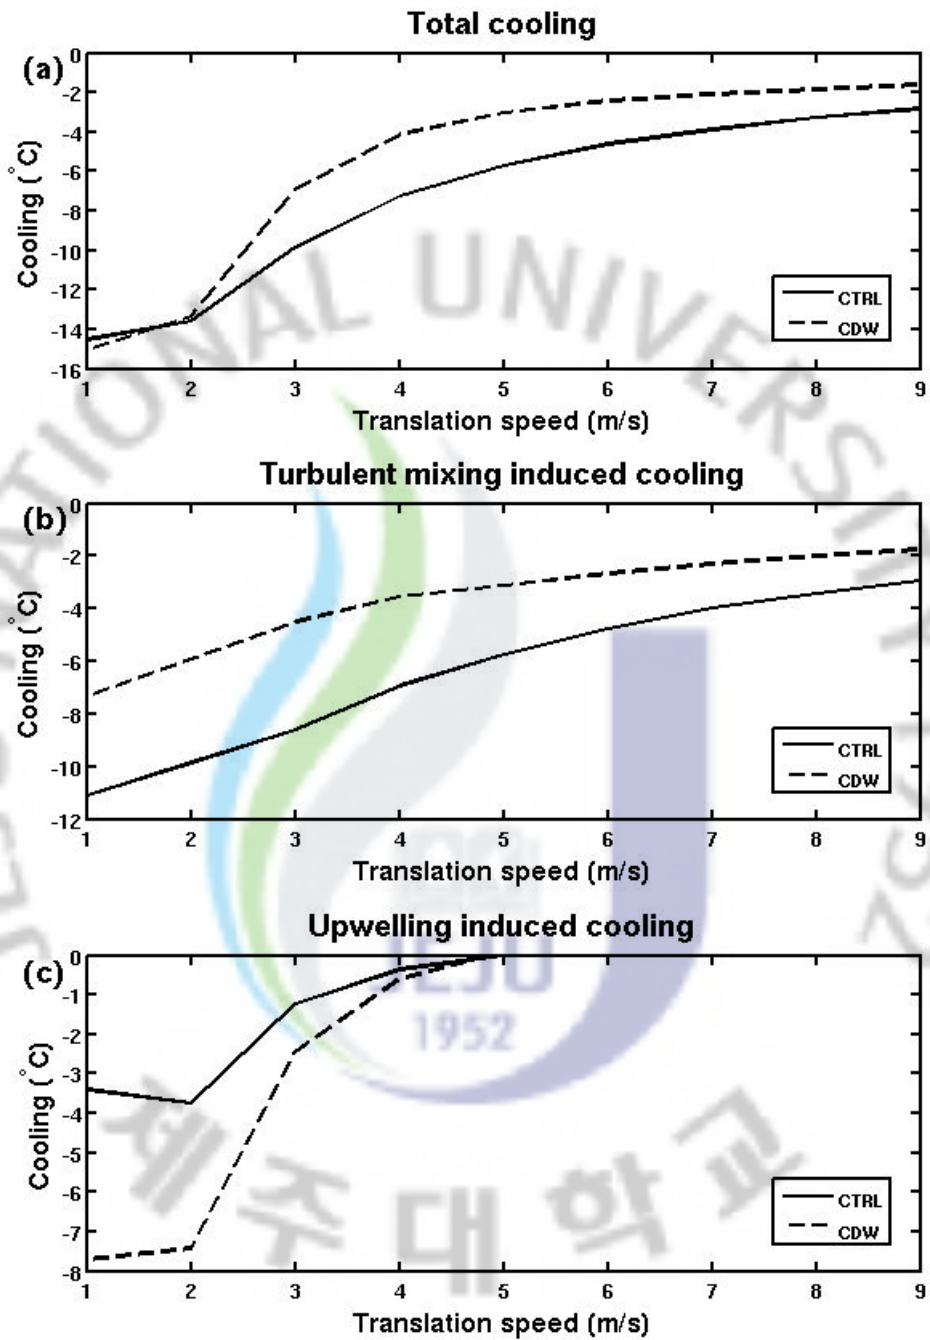 Total cooling
(a)
0
-2
-4
-6
-8
-10
-12
-14
-16
Cooling (°C)
CTRL
CDW
1 2 3 4 5 6 7 8 9
Translation speed (m/s)
Turbulent mixing induced cooling
(b)
0
-2
-4
-6
-8
-10
-12
Cooling (°C)
CTRL
CDW
1 2 3 4 5 6 7 8 9
Translation speed (m/s)
Upwelling induced cooling
(c)
0
-1
-2
-3
-4
-5
-6
-7
-8
Cooling (°C)
CTRL
CDW
1 2 3 4 5 6 7 8 9
Translation speed (m/s)
NATIONAL UNIVERSITY
JEJU
1952
제주대학교